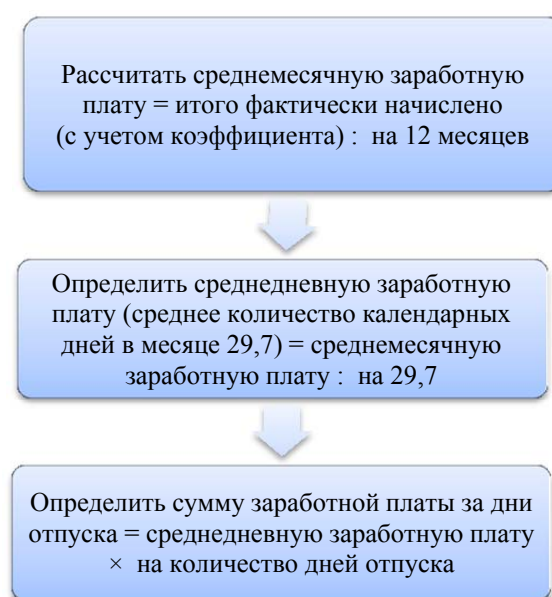 Рассчитать среднемесячную заработную
плату = итого фактически начислено
(с учетом коэффициента) : на 12 месяцев
Определить среднедневную заработную
плату (среднее количество календарных
дней в месяце 29,7) = среднемесячную
заработную плату : на 29,7
Определить сумму заработной платы за дни
отпуска = среднедневную заработную плату
× на количество дней отпуска